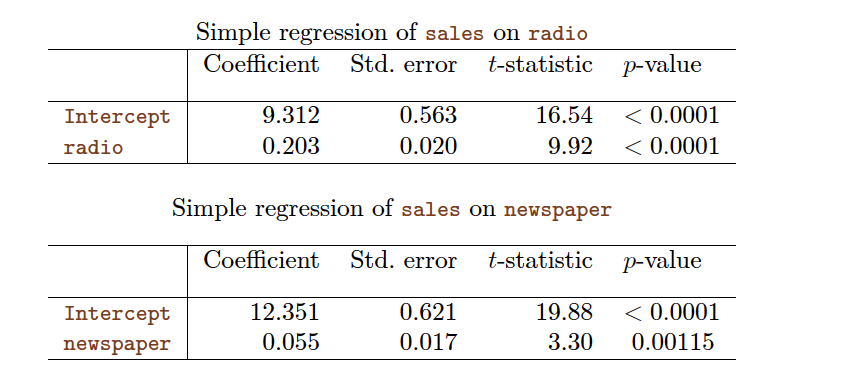 Simple regression of sales on radio
Coefficient Std. error t-statistic p-value
Intercept 9.312 0.563 16.54 < 0.0001
radio 0.203 0.020 9.92 < 0.0001
Simple regression of sales on newspaper
Coefficient Std. error t-statistic p-value
Intercept 12.351 0.621 19.88 < 0.0001
newspaper 0.055 0.017 3.30 0.00115